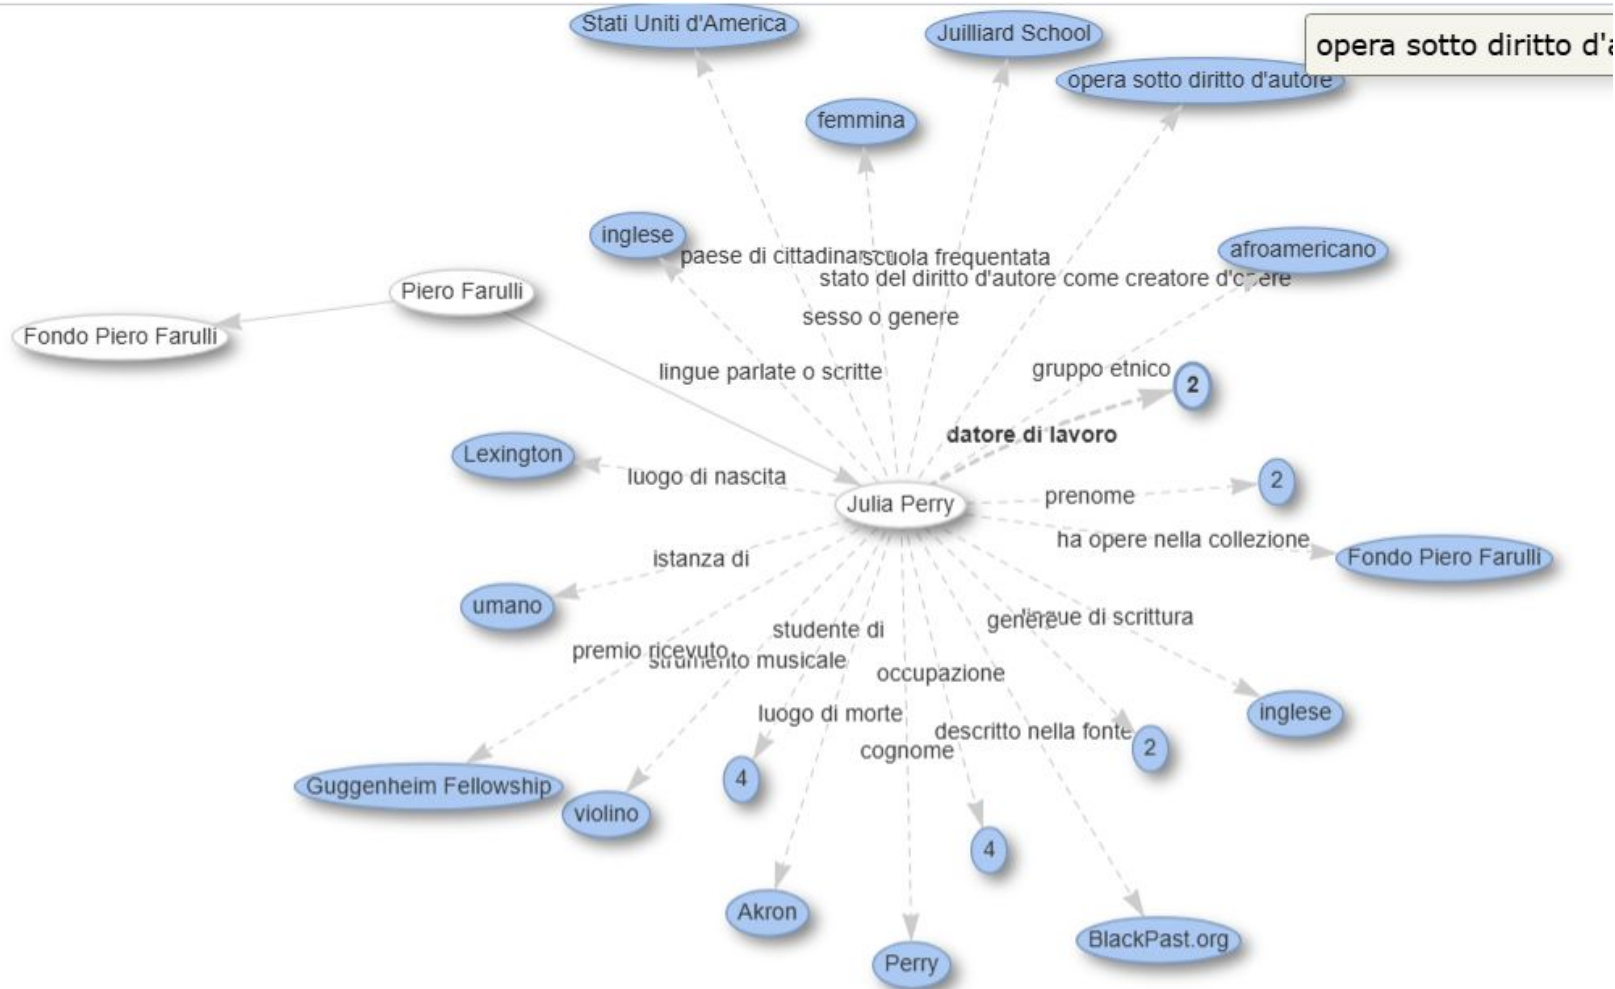 Stati Uniti d'America
Juilliard School
opera sotto diritto d'a
opera sotto diritto d'autore
femmina
inglese
afroamericano
paese di cittadinan
scuola frequentata
stato del diritto d'autore come creatore d'opere
Piero Farulli
Fondo Piero Farulli
sesso o genere
lingue parlate o scritte
gruppo etnico
2
datore di lavoro
Lexington
luogo di nascita
Julia Perry
prenome
2
ha opere nella collezione
Fondo Piero Farulli
istanza di
umano
genere
lingue di scrittura
studente di
premio ricevuto
strumento musicale
occupazione
luogo di morte
cognome
descritto nella fonte
inglese
2
4
Guggenheim Fellowship
violino
4
Akron
Perry
BlackPast.org